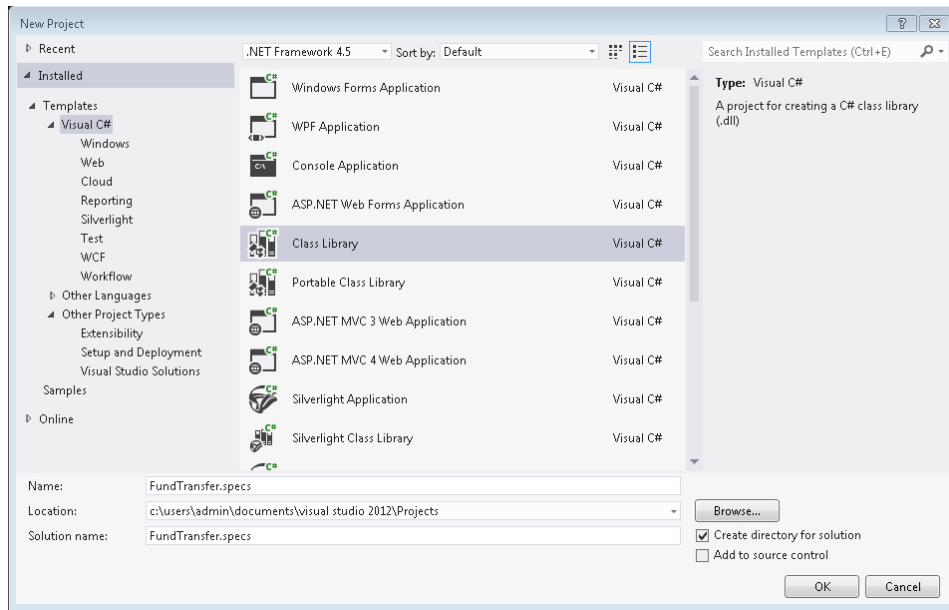 New Project
Recent
.NET Framework 4.5
Sort by: Default
Search Installed Templates (Ctrl+E)
Installed
Templates
Visual C#
Windows
Web
Cloud
Reporting
Silverlight
Test
WCF
Workflow
Other Languages
Other Project Types
Extensibility
Setup and Deployment
Visual Studio Solutions
Samples
Online
Windows Forms Application Visual C#
WPF Application Visual C#
Console Application Visual C#
ASP.NET Web Forms Application Visual C#
Class Library Visual C#
Portable Class Library Visual C#
ASP.NET MVC 3 Web Application Visual C#
ASP.NET MVC 4 Web Application Visual C#
Silverlight Application Visual C#
Silverlight Class Library Visual C#
Type: Visual C#
A project for creating a C# class library
(.dll)
Name: FundTransfer.specs
Location: c:\users\admin\documents\visual studio 2012\Projects
Browse...
Solution name: FundTransfer.specs
Create directory for solution
Add to source control
OK
Cancel